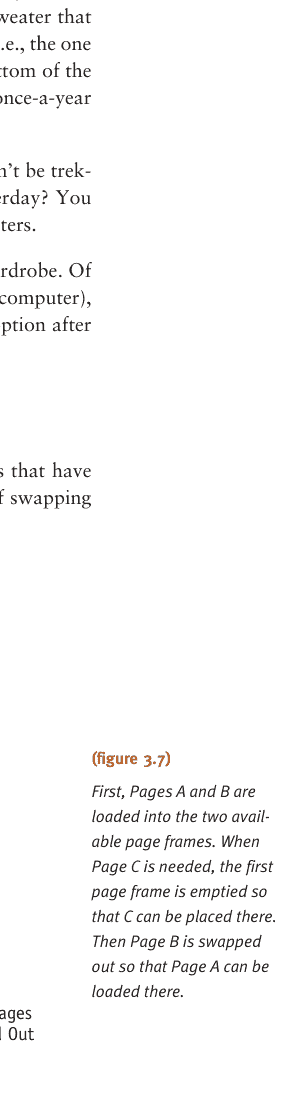 weater that
.e., the one
ttom of the
once-a-year
n't be trek-
erday? You
ters.
rdrobe. Of
computer),
ption after
s that have
f swapping
(figure 3.7)
First, Pages A and B are
loaded into the two avail-
able page frames. When
Page C is needed, the first
page frame is emptied so
that C can be placed there.
Then Page B is swapped
out so that Page A can be
loaded there.
ages
d Out